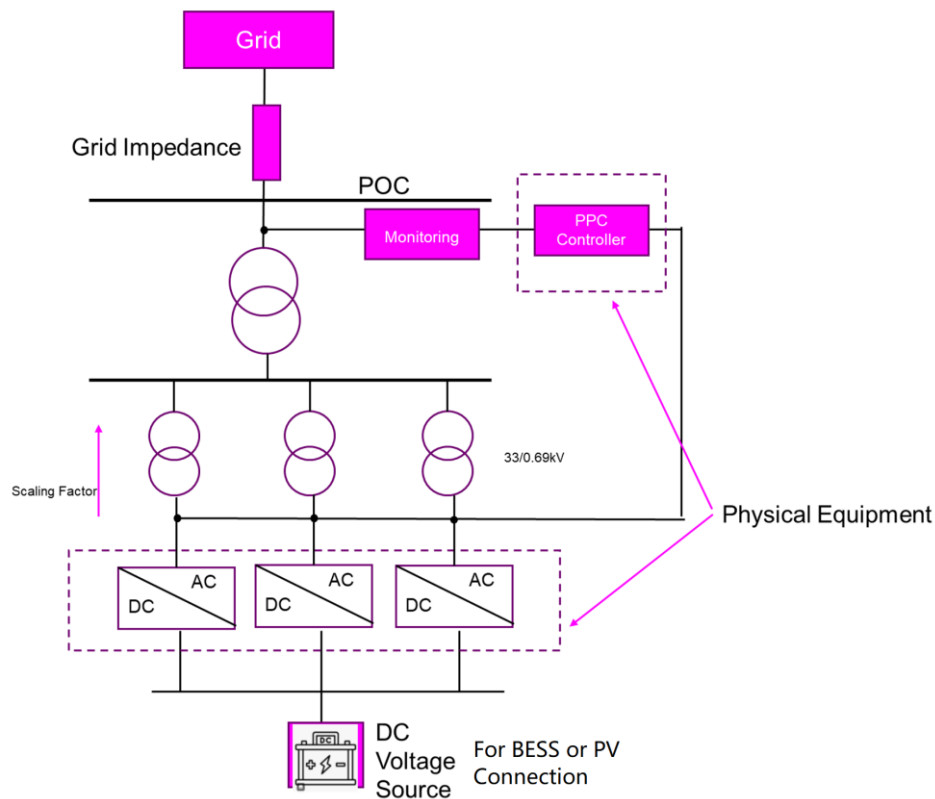 Grid
Grid Impedance
POC
Monitoring
PPC
Controller
33/0.69kV
Scaling Factor
Physical Equipment
AC
DC
AC
DC
AC
DC
DC
+ -
DC
Voltage
Source
For BESS or PV
Connection